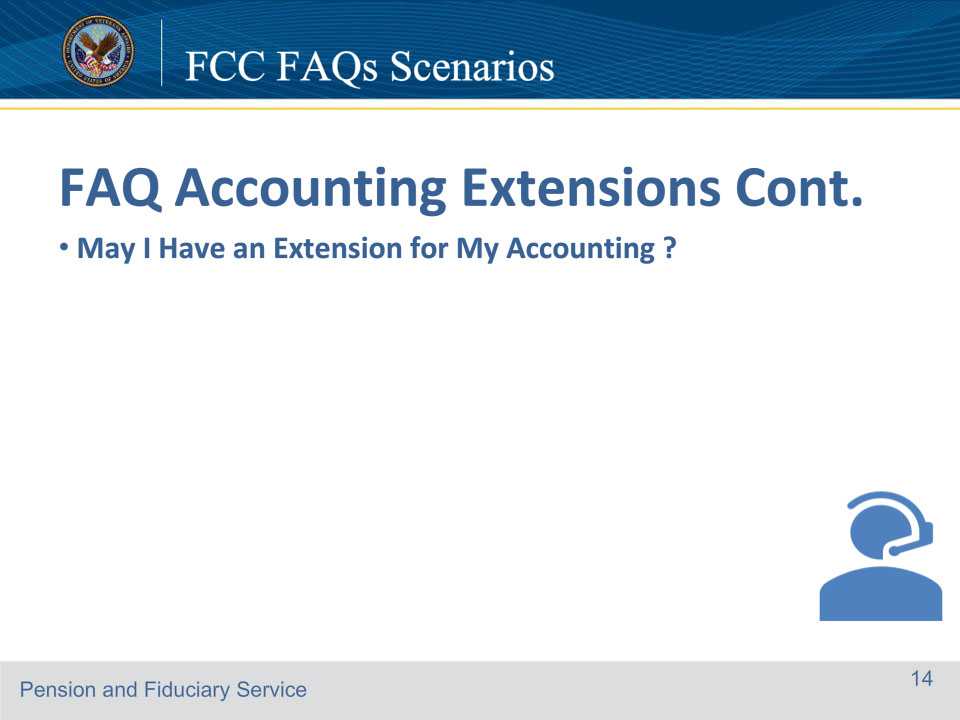 FCC FAQs Scenarios
FAQ Accounting Extensions Cont.
• May I Have an Extension for My Accounting ?
Pension and Fiduciary Service
14